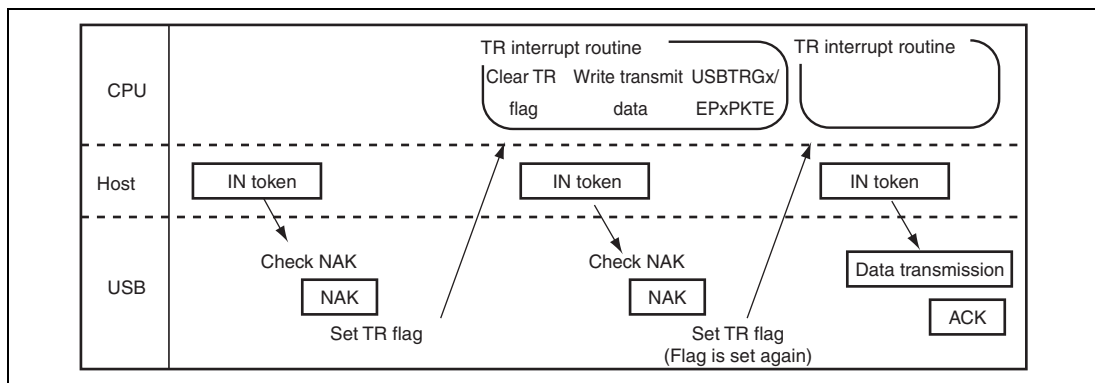 TR interrupt routine TR interrupt routine
CPU
Clear TR Write transmit USBTRGx/
flag data EPxPKTE
Host
IN token IN token IN token
USB
Check NAK Check NAK
Data transmission
NAK NAK
ACK
Set TR flag Set TR flag
(Flag is set again)